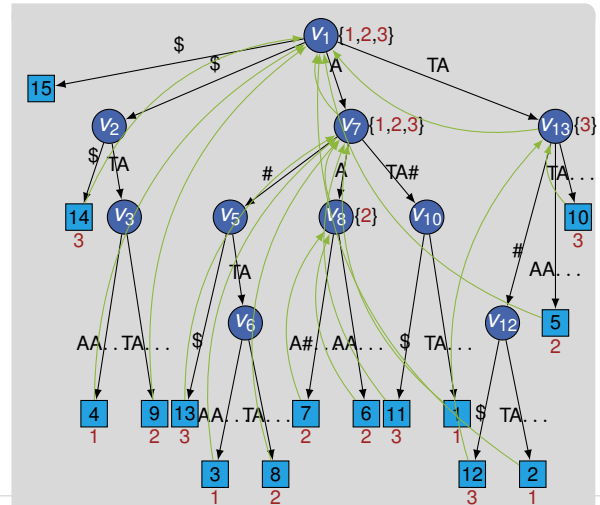 v1 {1,2,3}
$ $ A TA
15
v2 v7 {1,2,3} v13 {3}
$ TA # A TA# TA...
14 v3 v5 v8 {2} v10 10
3 3
TA # AA...
v6 v12 5
2
AA.. TA... $ A#.. AA... $ TA...
4 9 13 AA.. TA... 7 6 11 1 $ TA...
1 2 3 2 2 3 1
3 8 12 2
1 2 3 1